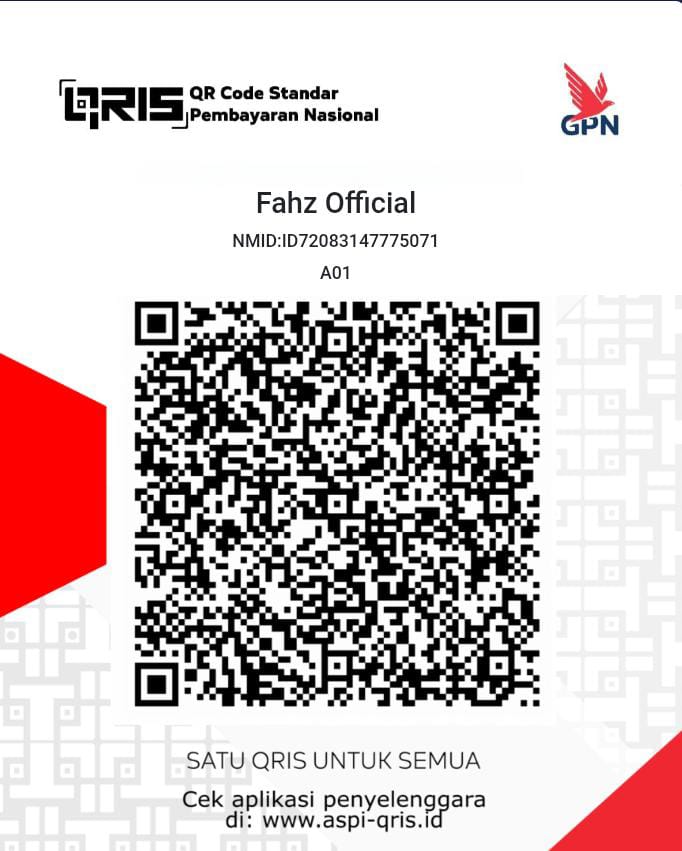 QRIS QR Code Standar
Pembayaran Nasional
GPN
Fahz Official
NMID:ID72083147775071
A01
SATU QRIS UNTUK SEMUA
Cek aplikasi penyelenggara
di: www.aspi-qris.id